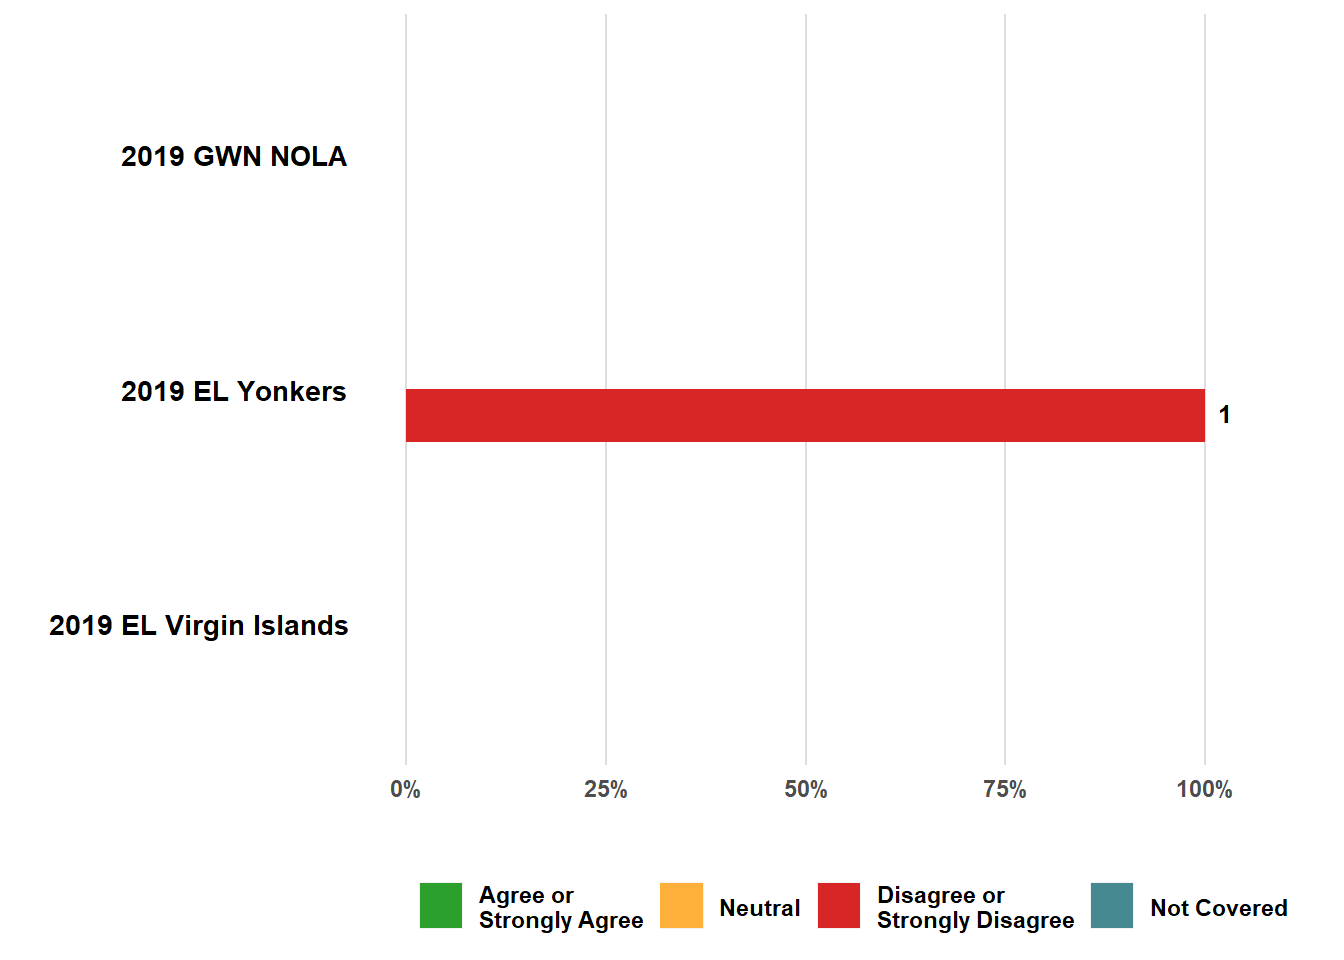 2019 GWN NOLA
2019 EL Yonkers
1
2019 EL Virgin Islands
0%
25%
50%
75%
100%
Agree or
Strongly Agree
Neutral
Disagree or
Strongly Disagree
Not Covered